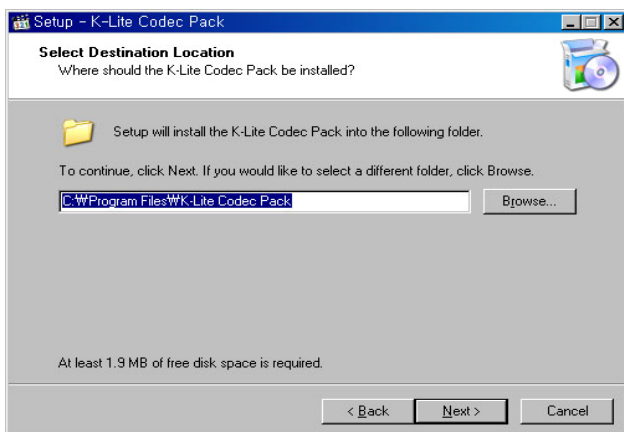 Setup - K-Lite Codec Pack
Select Destination Location
Where should the K-Lite Codec Pack be installed?
Setup will install the K-Lite Codec Pack into the following folder.
To continue, click Next. If you would like to select a different folder, click Browse.
C:₩Program Files₩K-Lite Codec Pack
Browse...
At least 1.9 MB of free disk space is required.
< Back
Next >
Cancel